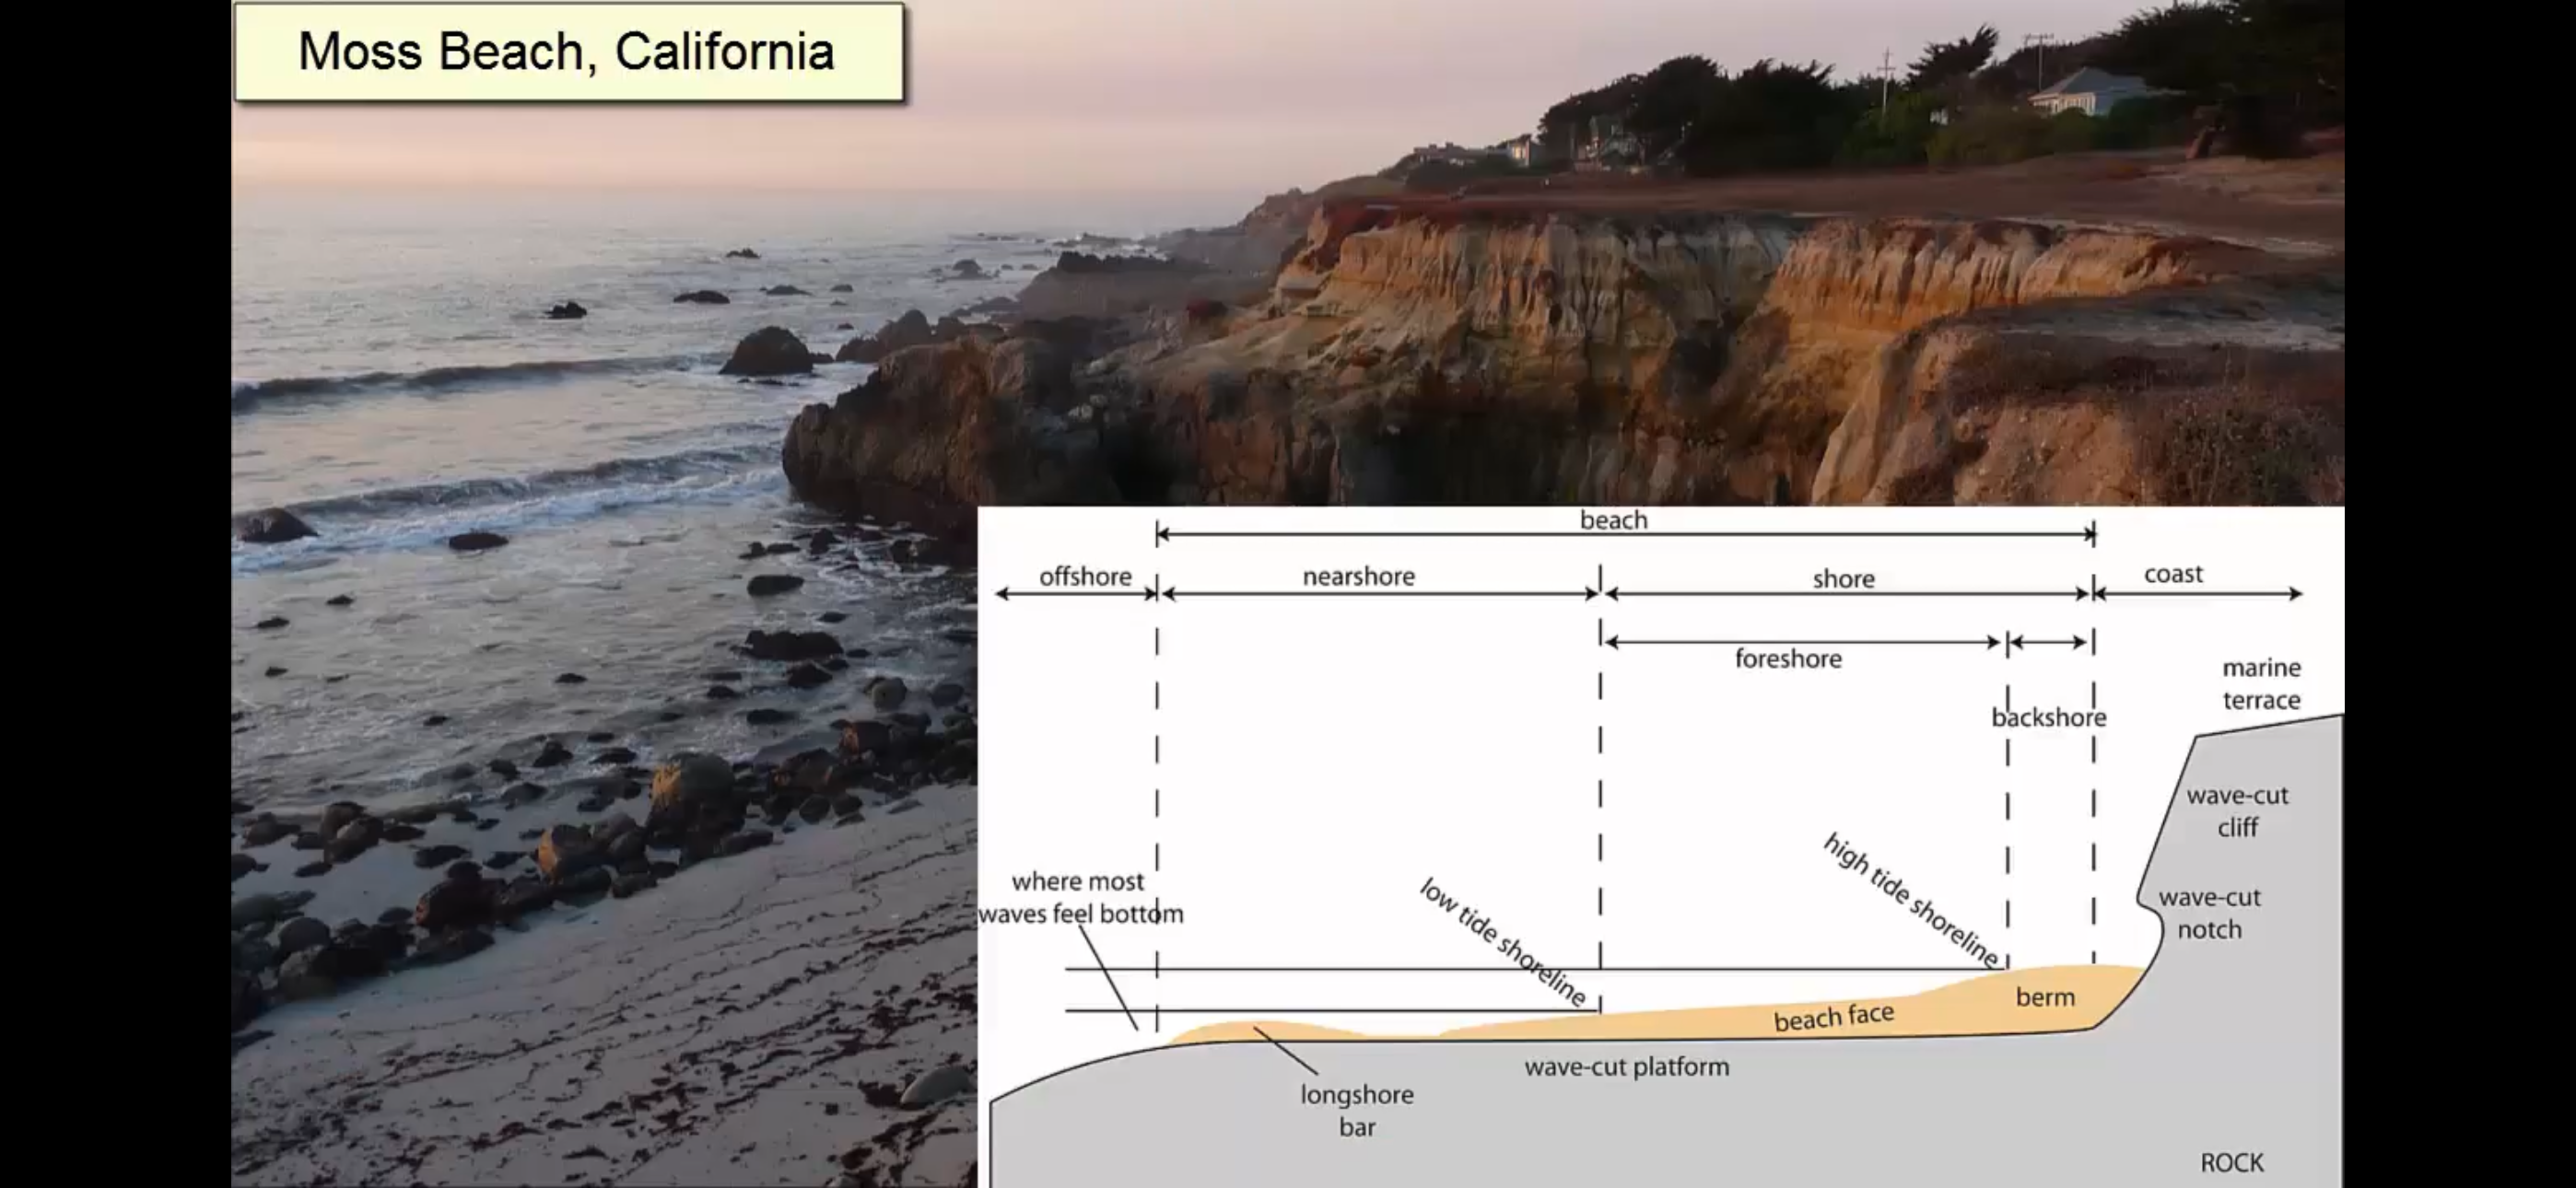 Moss Beach, California
beach
offshore
nearshore
shore
coast
foreshore
backshore
marine
terrace
wave-cut
cliff
wave-cut
notch
where most
waves feel bottom
low tide shoreline
high tide shoreline
berm
beach face
wave-cut platform
longshore
bar
ROCK